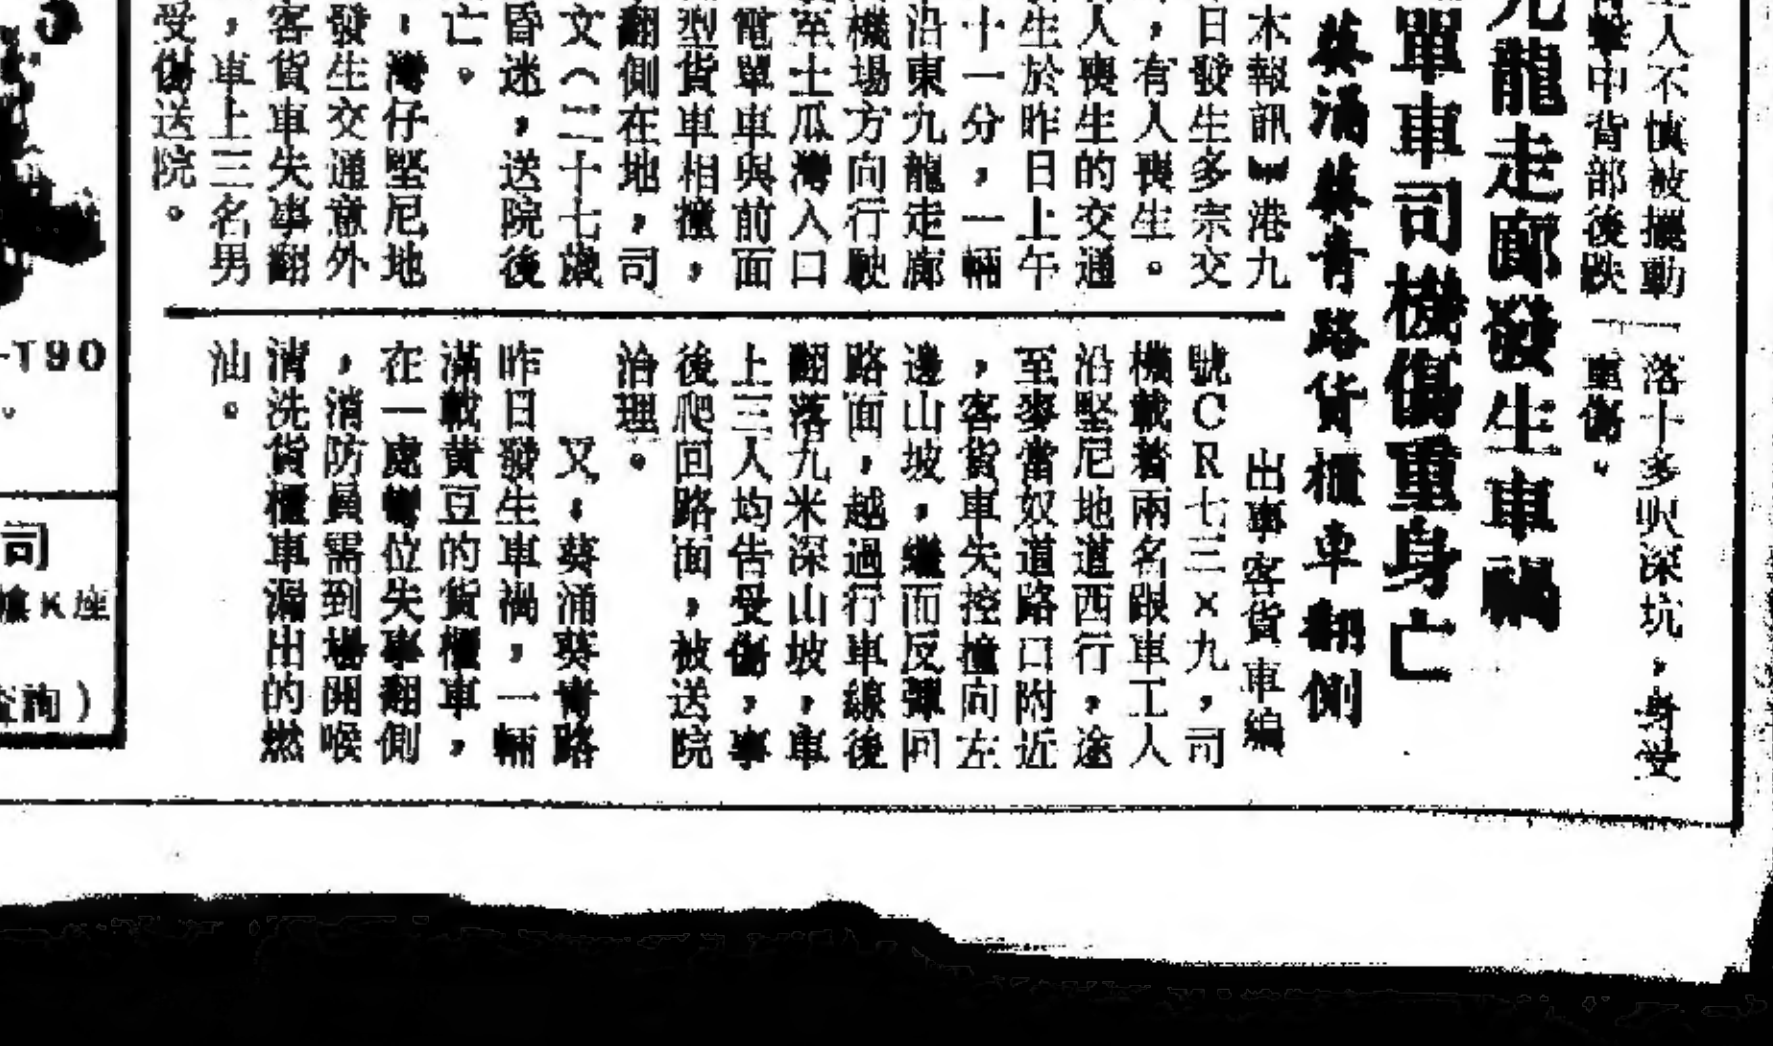 工人不慎被擺動
背擊中背部後跌
落十多呎深坑，身受
重傷。
九龍走廊發生車禍
單車司機傷重身亡
葵涌葵青路貨櫃車翻側
本報訊】港九
日發生多宗交
，有人喪生。
人喪生的交通
生於昨日上午
十一分，一輛
沿東九龍走廊
機場方向行駛
至土瓜灣入口
電單車與前面
型貨車相撞，
翻側在地，司
文（二十七歲
昏迷，送院後
亡。
，灣仔堅尼地
發生交通意外
客貨車失事翻
，車上三名男
受傷送院。
出事客貨車編
號CR七三×九，司
機載着兩名跟車工人
沿堅尼地道西行，途
至麥當奴道路口附近
，客貨車失控撞向左
邊山坡，繼而反彈回
路面，越過行車線後
翻落九米深山坡，車
上三人均告受傷，事
後爬回路面，被送院
治理。
又，葵涌葵青路
昨日發生車禍，一輛
滿載黃豆的貨櫃車，
在一處彎位失事翻側
，消防員需到場開喉
清洗貨櫃車漏出的燃
油。
T90
司
K座
查詢）